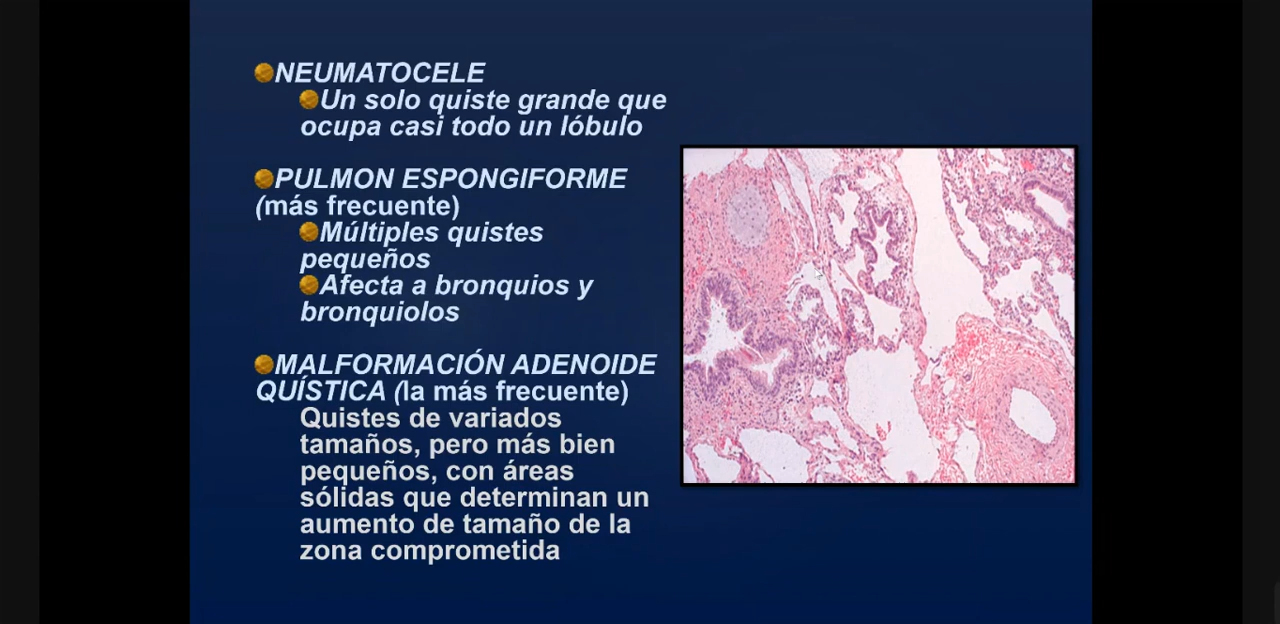 NEUMATOCELE
Un solo quiste grande que
ocupa casi todo un lóbulo
PULMON ESPONGIFORME
(más frecuente)
Múltiples quistes
pequeños
Afecta a bronquios y
bronquiolos
MALFORMACIÓN ADENOIDE
QUÍSTICA (la más frecuente)
Quistes de variados
tamaños, pero más bien
pequeños, con áreas
sólidas que determinan un
aumento de tamaño de la
zona comprometida